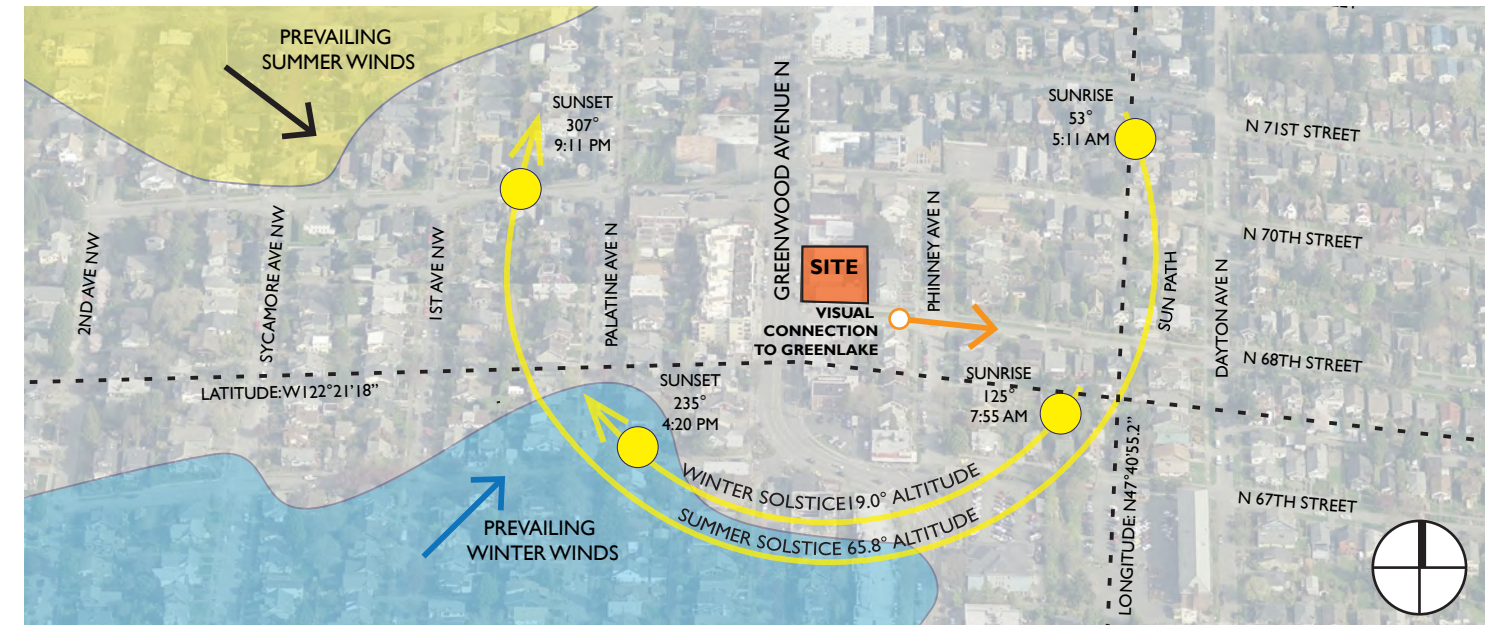 PREVAILING
SUMMER WINDS
SUNSET
307°
9:11 PM
GREENWOOD AVENUE N
SUNRISE
53°
5:11 AM
N 71ST STREET
2ND AVE NW
SYCAMORE AVE NW
1ST AVE NW
PALATINE AVE N
SITE
PHINNEY AVE N
SUN PATH
DAYTON AVE N
N 70TH STREET
VISUAL
CONNECTION
TO GREENLAKE
N 68TH STREET
LATITUDE: W122°21'18"
SUNSET
235°
4:20 PM
SUNRISE
125°
7:55 AM
WINTER SOLSTICE 19.0° ALTITUDE
SUMMER SOLSTICE 65.8° ALTITUDE
LONGITUDE: N47°40'55.2"
N 67TH STREET
PREVAILING
WINTER WINDS